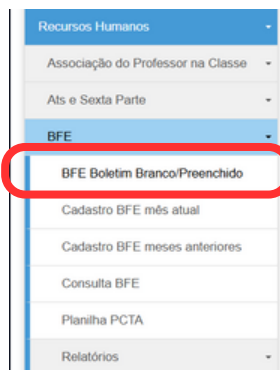 Recursos Humanos
Associação do Professor na Classe
Ats e Sexta Parte
BFE
BFE Boletim Branco/Preenchido
Cadastro BFE mês atual
Cadastro BFE meses anteriores
Consulta BFE
Planilha PCTA
Relatórios